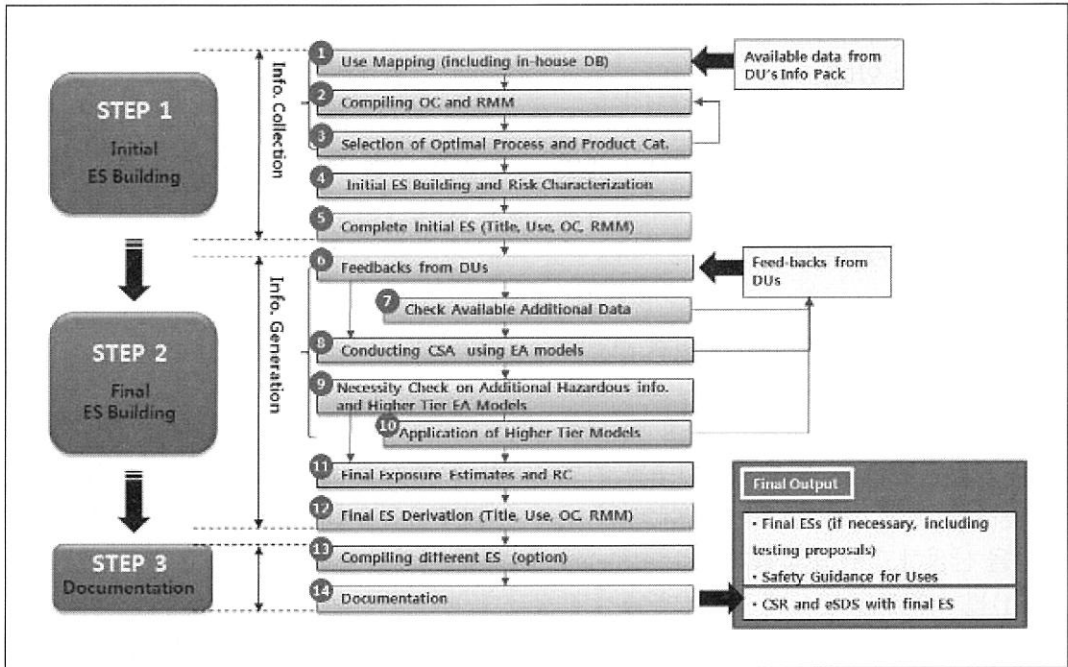 STEP 1
Initial
ES Building
STEP 2
Final
ES Building
STEP 3
Documentation
Info. Collection
Info. Generation
1 Use Mapping (including in-house DB)
2 Compiling OC and RMM
3 Selection of Optimal Process and Product Cat.
4 Initial ES Building and Risk Characterization
5 Complete Initial ES (Title, Use, OC, RMM)
6 Feedbacks from DUs
7 Check Available Additional Data
8 Conducting CSA using EA models
9 Necessity Check on Additional Hazardous info.
and Higher Tier EA Models
10 Application of Higher Tier Models
11 Final Exposure Estimates and RC
12 Final ES Derivation (Title, Use, OC, RMM)
13 Compiling different ES (option)
14 Documentation
Available data from
DU's Info Pack
Feed-backs from
DUs
Final Output
• Final ESs (if necessary, including
testing proposals)
• Safety Guidance for Uses
• CSR and eSDS with final ES